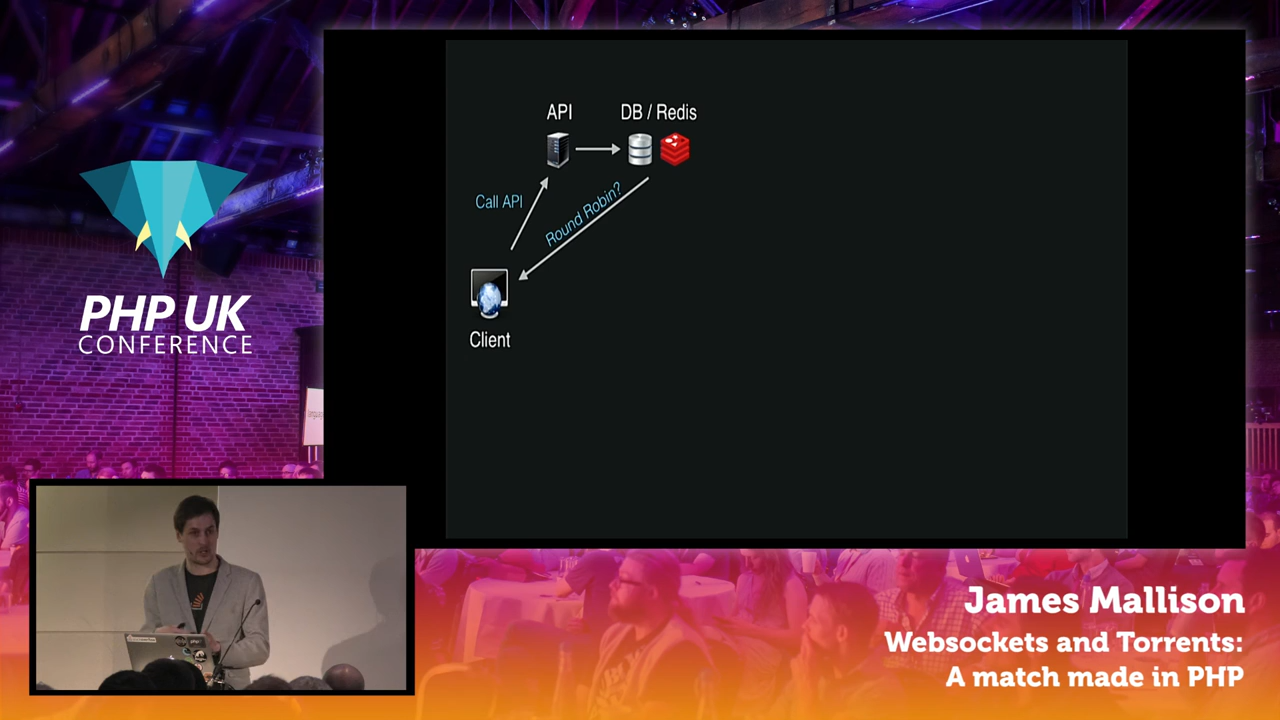 API
DB / Redis
Call API
Round Robin?
Client
PHP UK
CONFERENCE
James Mallison
Websockets and Torrents:
A match made in PHP